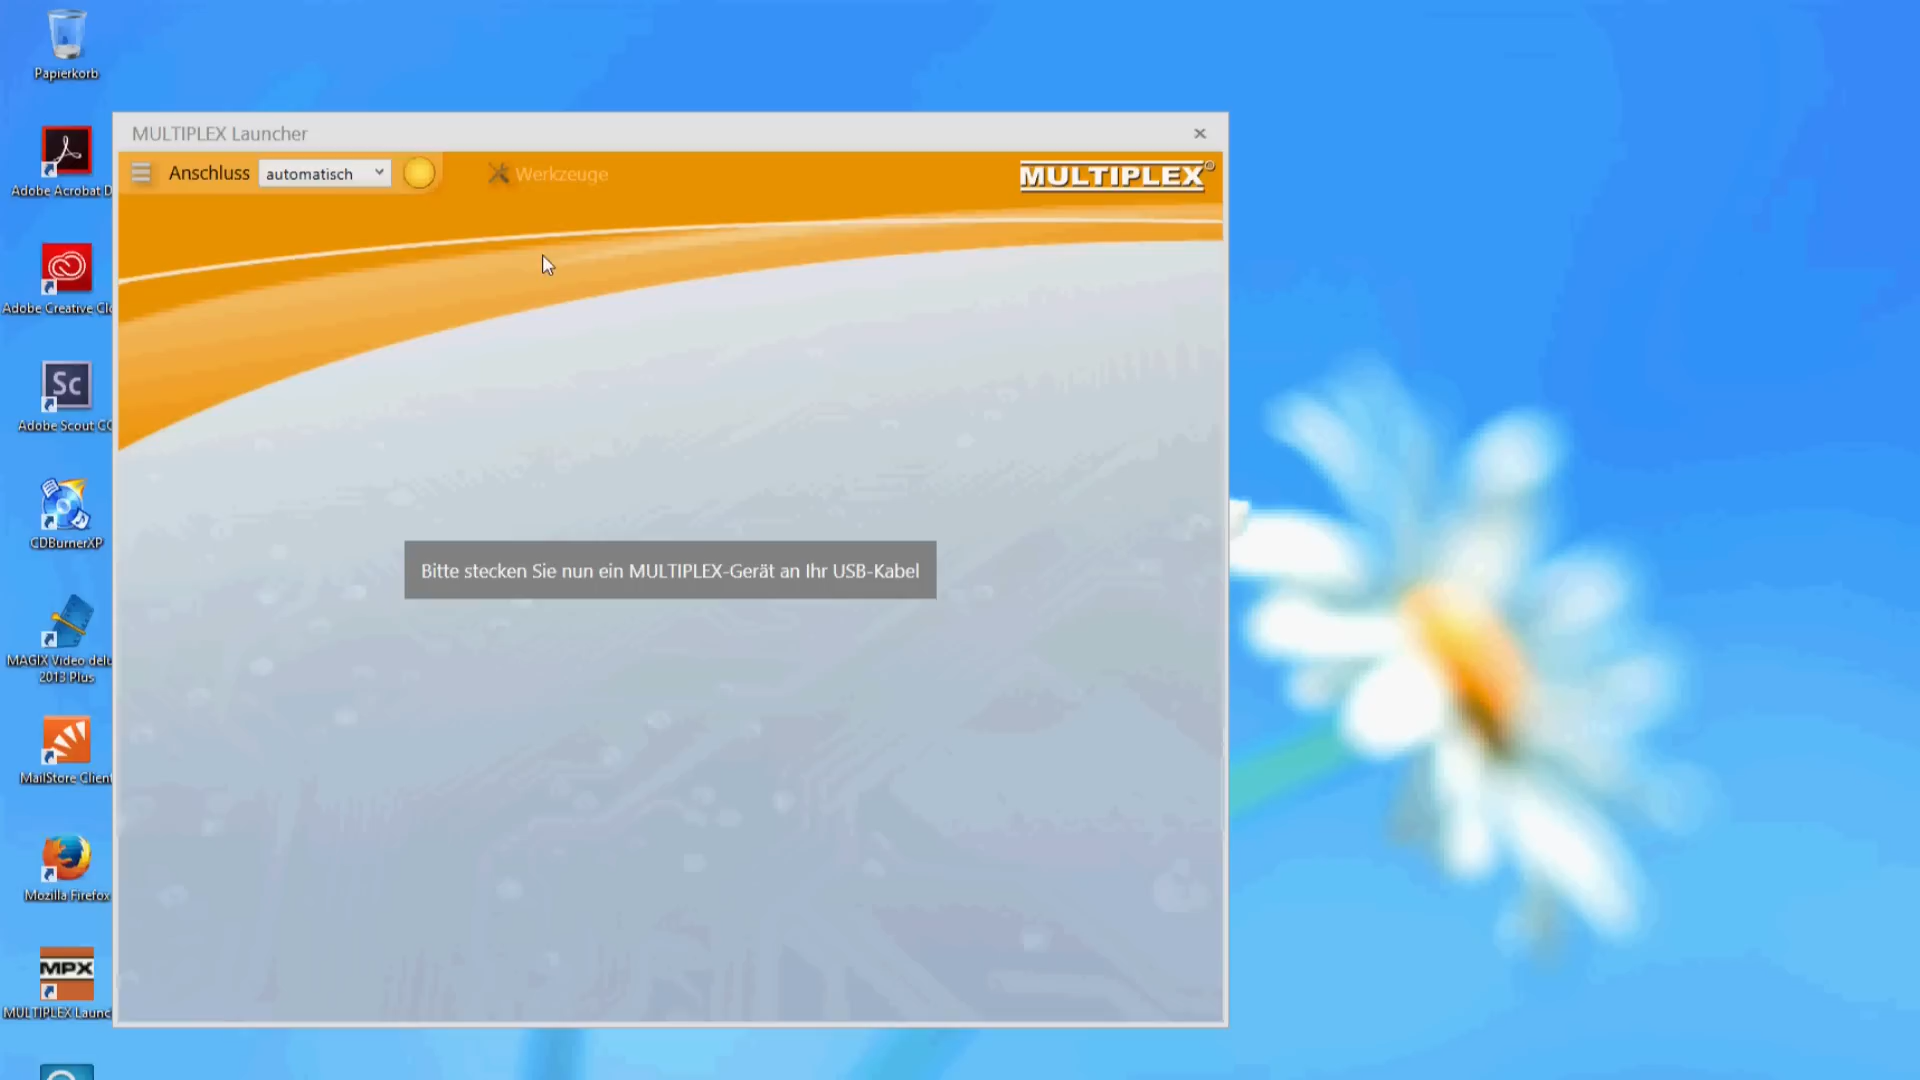 Papierkorb
Adobe Acrobat D
Adobe Creative Clo
Sc
Adobe Scout CC
CDBurnerXP
MAGIX Video delu
2013 Plus
MailStore Client
Mozilla Firefox
MPX
MULTIPLEX Launc
MULTIPLEX Launcher
Anschluss
automatisch
Werkzeuge
MULTIPLEX®
Bitte stecken Sie nun ein MULTIPLEX-Gerät an Ihr USB-Kabel